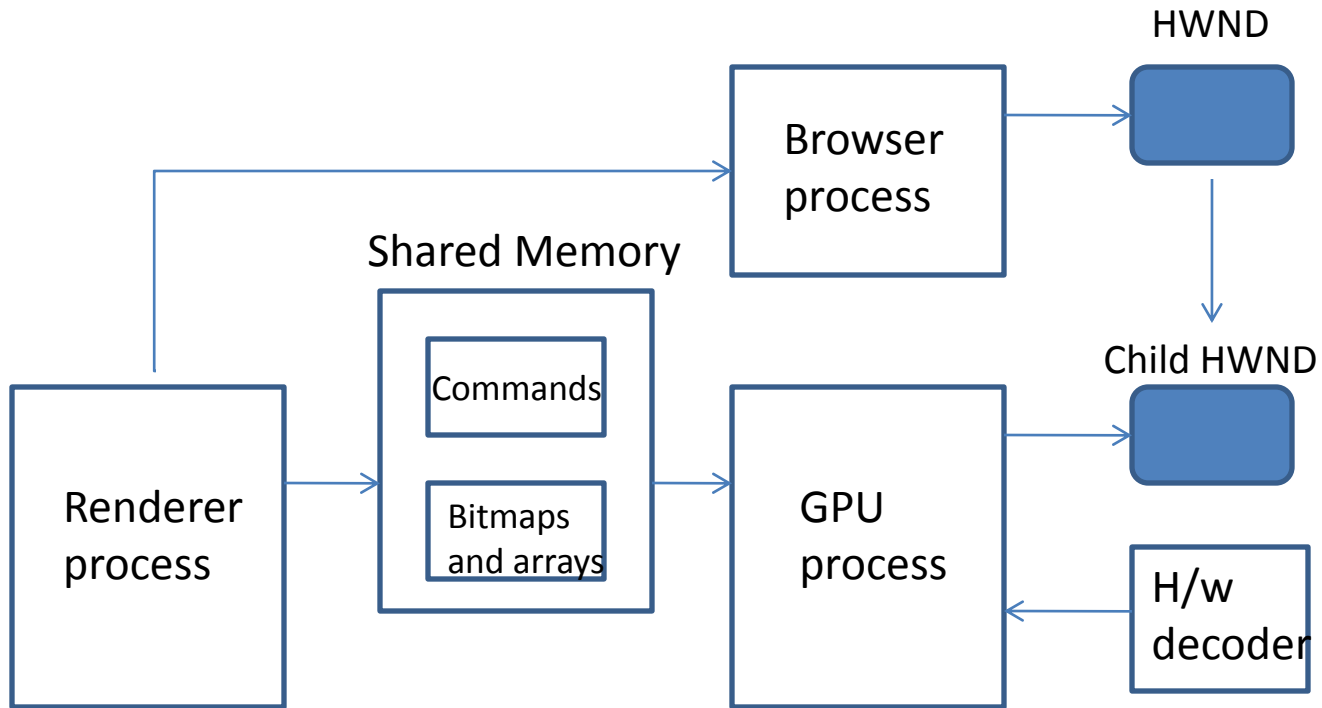 HWND
Browser
process
Shared Memory
Commands
Child HWND
Renderer
process
Bitmaps
and arrays
GPU
process
H/w
decoder